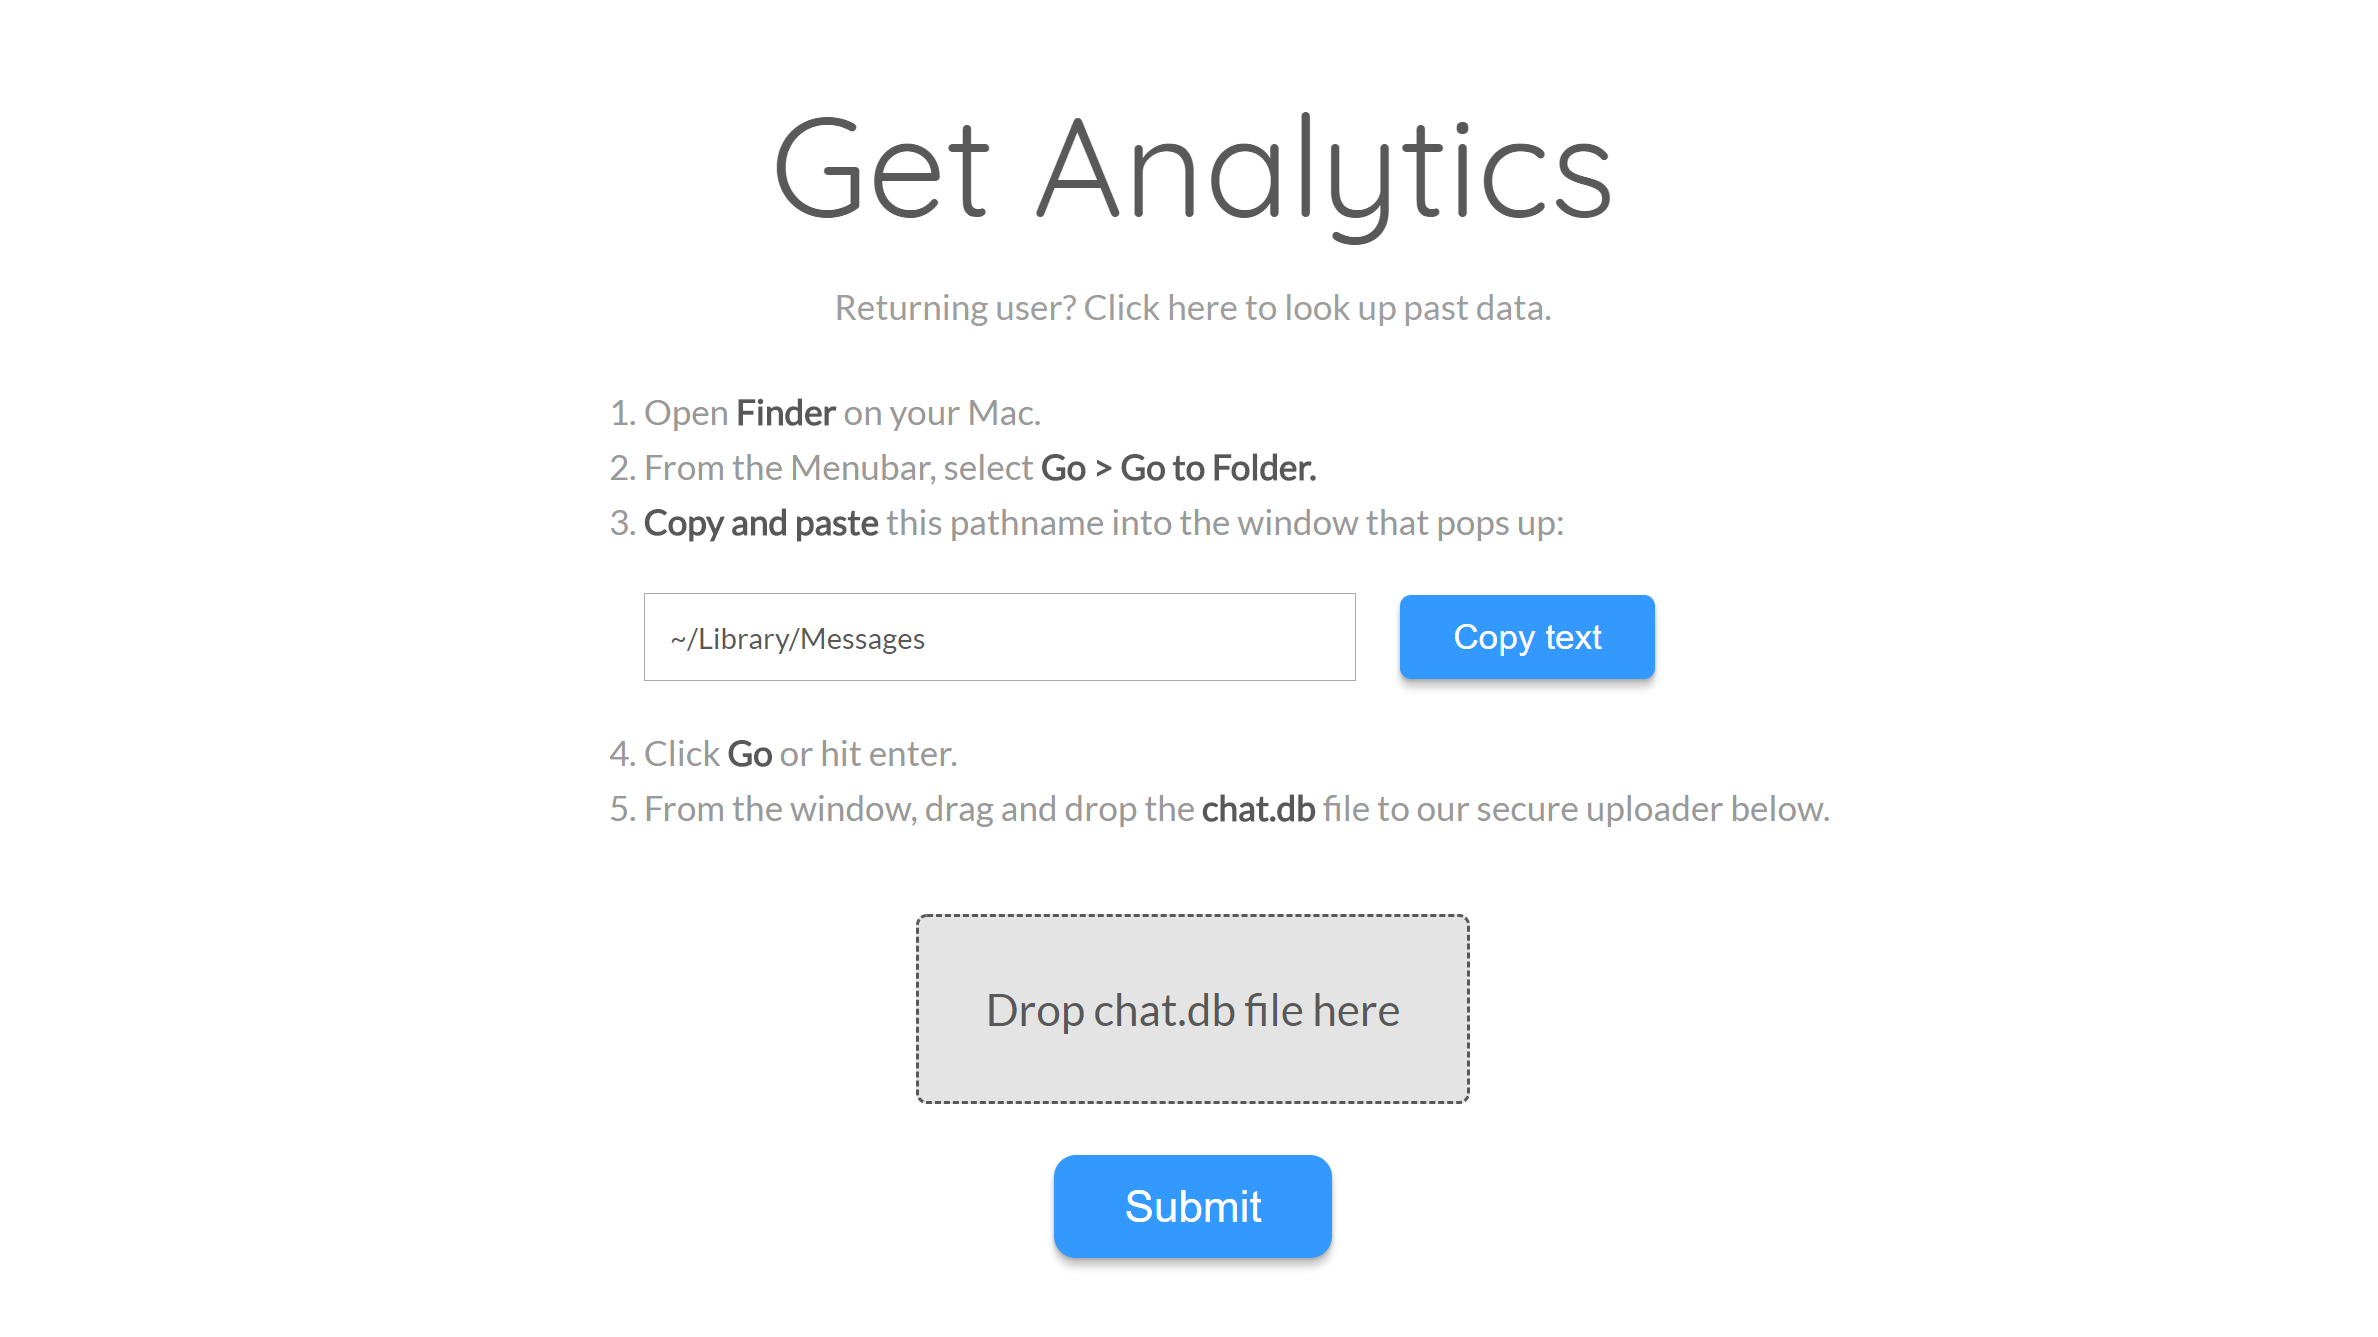 Get Analytics
Returning user? Click here to look up past data.
1. Open Finder on your Mac.
2. From the Menubar, select Go > Go to Folder.
3. Copy and paste this pathname into the window that pops up:
~/Library/Messages
Copy text
4. Click Go or hit enter.
5. From the window, drag and drop the chat.db file to our secure uploader below.
Drop chat.db file here
Submit